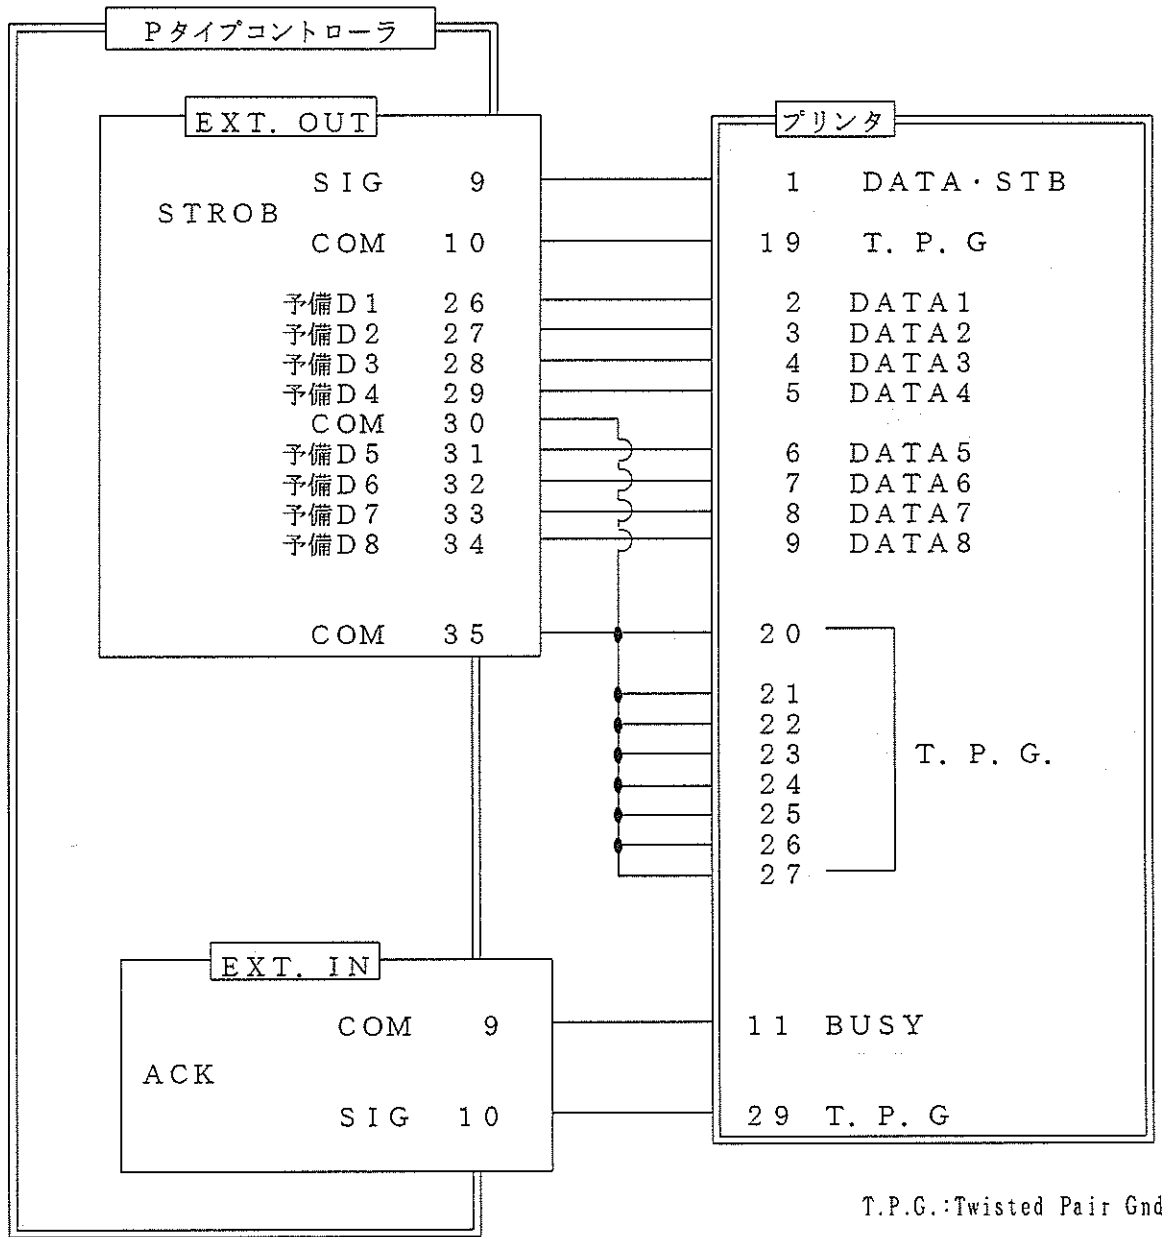 Pタイプコントローラ
EXT. OUT
SIG 9
STROB
COM 10
予備D1 26
予備D2 27
予備D3 28
予備D4 29
COM 30
予備D5 31
予備D6 32
予備D7 33
予備D8 34
COM 35
プリンタ
1 DATA・STB
19 T. P. G
2 DATA1
3 DATA2
4 DATA3
5 DATA4
6 DATA5
7 DATA6
8 DATA7
9 DATA8
20
21
22
23
24
25
26
27
T. P. G.
EXT. IN
COM 9
ACK
SIG 10
11 BUSY
29 T. P. G
T.P.G.:Twisted Pair Gnd